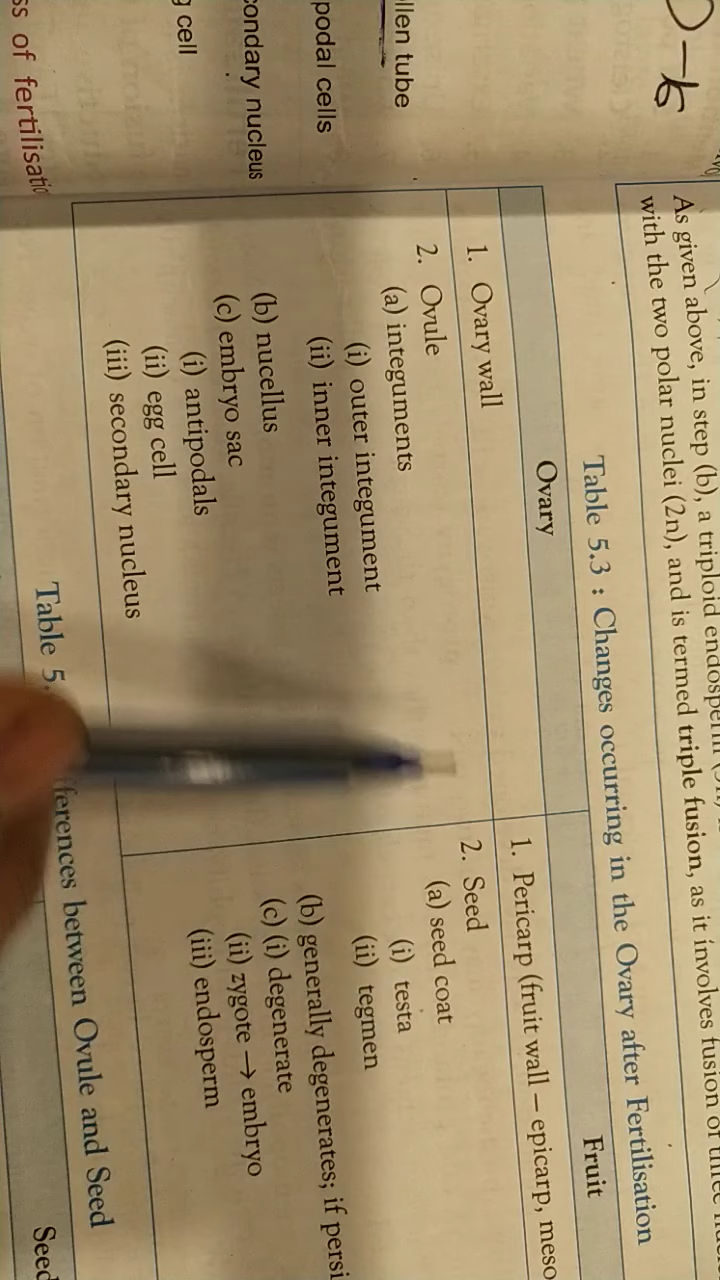 llen tube
podal cells
condary nucleus
g cell
ss of fertilisati
As given above, in step (b), a triploid endosperm
with the two polar nuclei (2n), and is termed triple fusion, as it involves fusion of three
Table 5.3 : Changes occurring in the Ovary after Fertilisation
Ovary
Fruit
1. Ovary wall
1. Pericarp (fruit wall – epicarp, meso
2. Ovule
2. Seed
(a) integuments
(a) seed coat
(i) outer integument
(i) testa
(ii) inner integument
(ii) tegmen
(b) nucellus
(b) generally degenerates; if persi
(c) embryo sac
(i) antipodals
(c) (i) degenerate
(ii) egg cell
(ii) zygote → embryo
(iii) secondary nucleus
(iii) endosperm
Table 5. fferences between Ovule and Seed
Seed